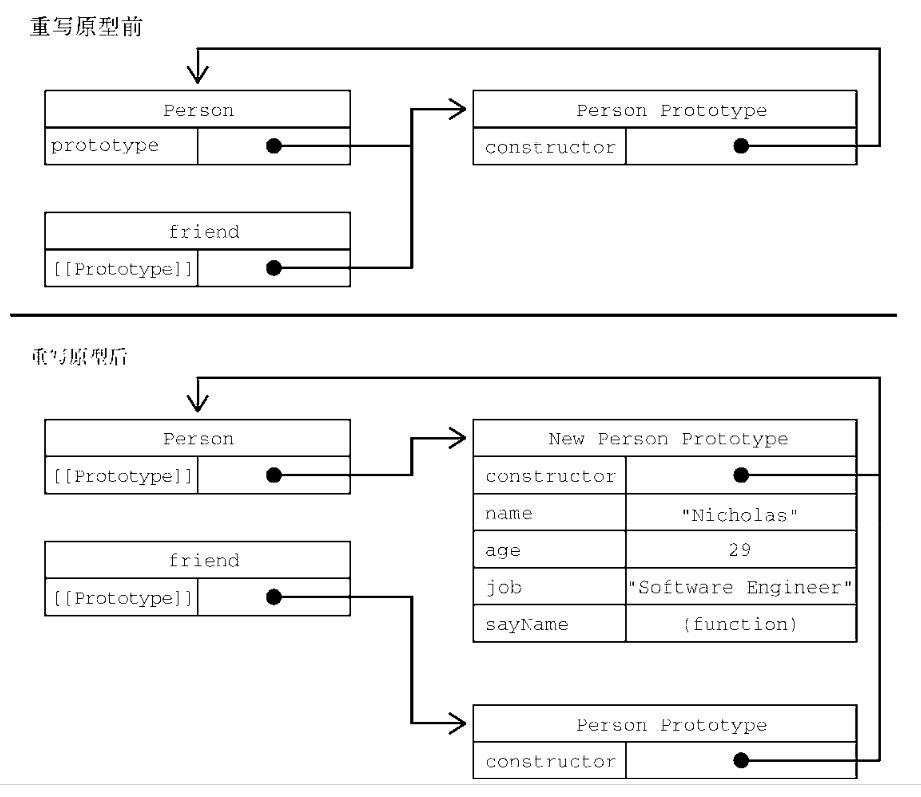 重写原型前
Person
prototype
Person Prototype
constructor
friend
[[Prototype]]
重写原型后
Person
[[Prototype]]
New Person Prototype
constructor
name "Nicholas"
age 29
job "Software Engineer"
sayName (function)
friend
[[Prototype]]
Person Prototype
constructor